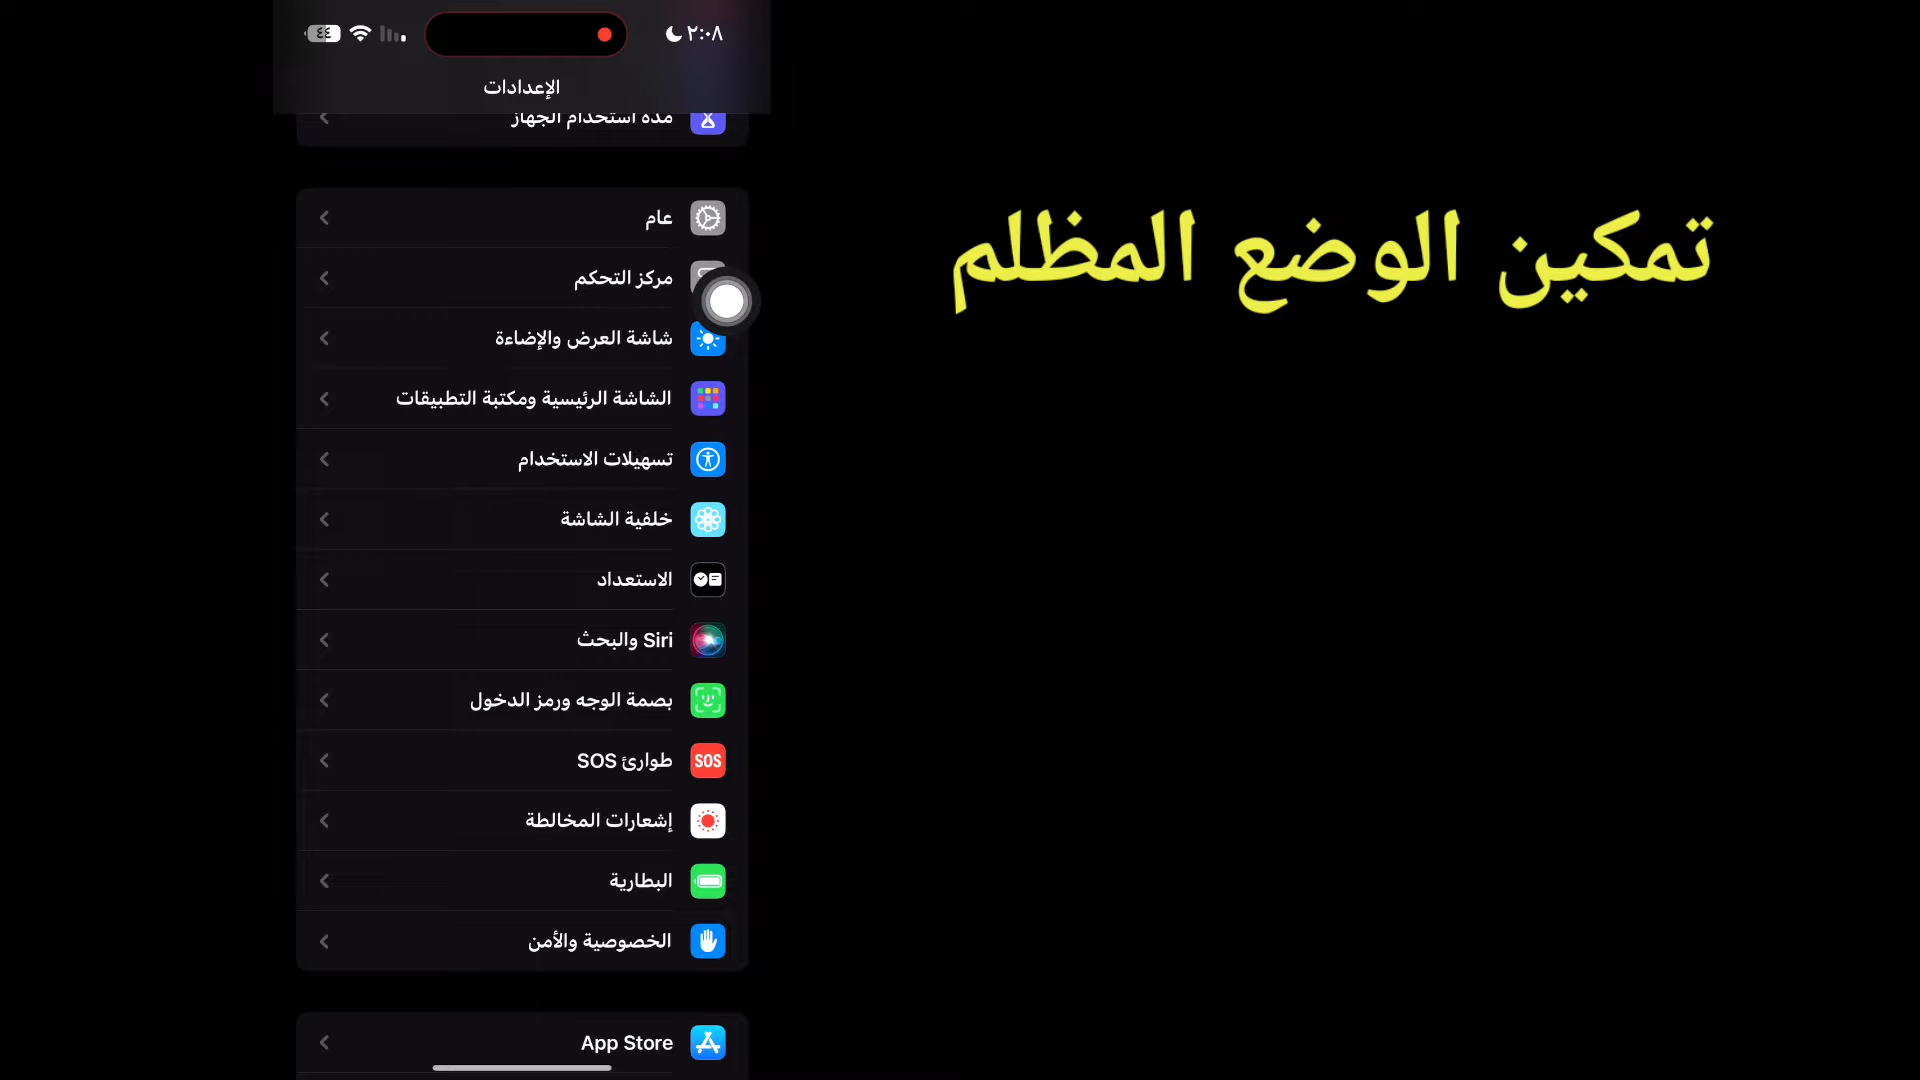 ٢:٠٨
٤٤
الإعدادات
مدة استخدام الجهاز
عام
مركز التحكم
شاشة العرض والإضاءة
الشاشة الرئيسية ومكتبة التطبيقات
تسهيلات الاستخدام
خلفية الشاشة
الاستعداد
Siri والبحث
بصمة الوجه ورمز الدخول
SOS
طوارئ SOS
إشعارات المخالطة
البطارية
الخصوصية والأمن
App Store
تمكين الوضع المظلم